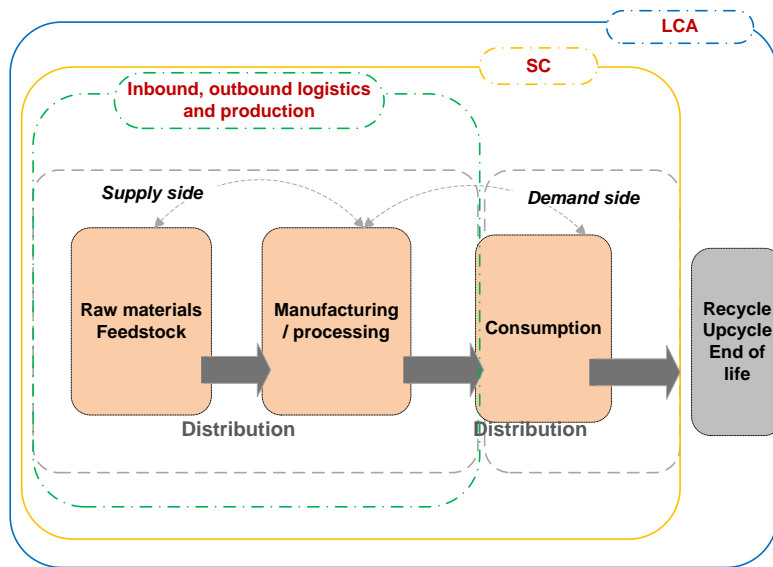 LCA
SC
Inbound, outbound logistics
and production
Supply side
Demand side
Raw materials
Feedstock
Manufacturing
/ processing
Consumption
Recycle
Upcycle
End of
life
Distribution
Distribution